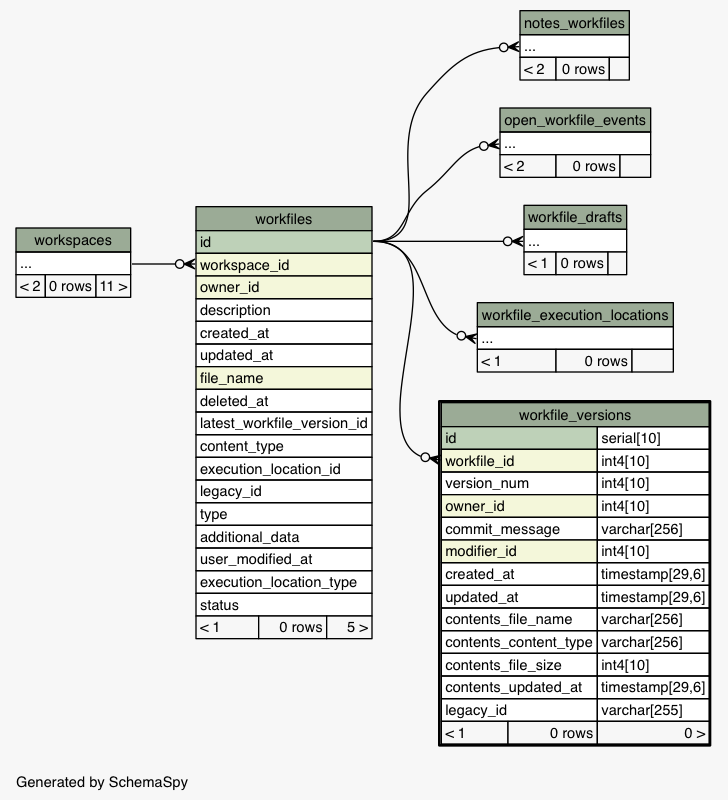 notes_workfiles
...
< 2 0 rows
open_workfile_events
...
< 2 0 rows
workfile_drafts
...
< 1 0 rows
workfile_execution_locations
...
< 1 0 rows
workspaces
...
< 2 0 rows 11 >
workfiles
id
workspace_id
owner_id
description
created_at
updated_at
file_name
deleted_at
latest_workfile_version_id
content_type
execution_location_id
legacy_id
type
additional_data
user_modified_at
execution_location_type
status
< 1 0 rows 5 >
workfile_versions
id serial[10]
workfile_id int4[10]
version_num int4[10]
owner_id int4[10]
commit_message varchar[256]
modifier_id int4[10]
created_at timestamp[29,6]
updated_at timestamp[29,6]
contents_file_name varchar[256]
contents_content_type varchar[256]
contents_file_size int4[10]
contents_updated_at timestamp[29,6]
legacy_id varchar[255]
< 1 0 rows 0 >
Generated by SchemaSpy